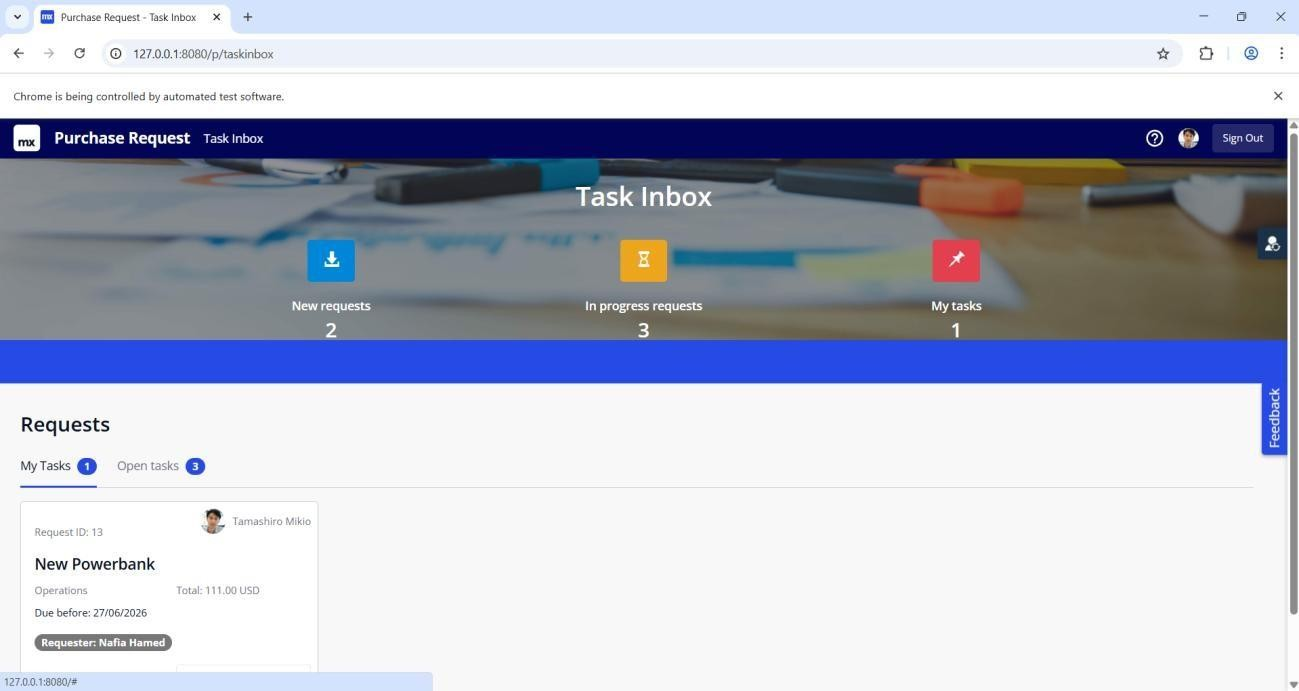 Purchase Request - Task Inbox
127.0.0.1:8080/p/taskinbox
Chrome is being controlled by automated test software.
mx Purchase Request Task Inbox Sign Out
Task Inbox
New requests In progress requests My tasks
2 3 1
Feedback
Requests
My Tasks 1 Open tasks 3
Tamashiro Mikio
Request ID: 13
New Powerbank
Operations Total: 111.00 USD
Due before: 27/06/2026
Requester: Nafia Hamed
127.0.0.1:8080/#